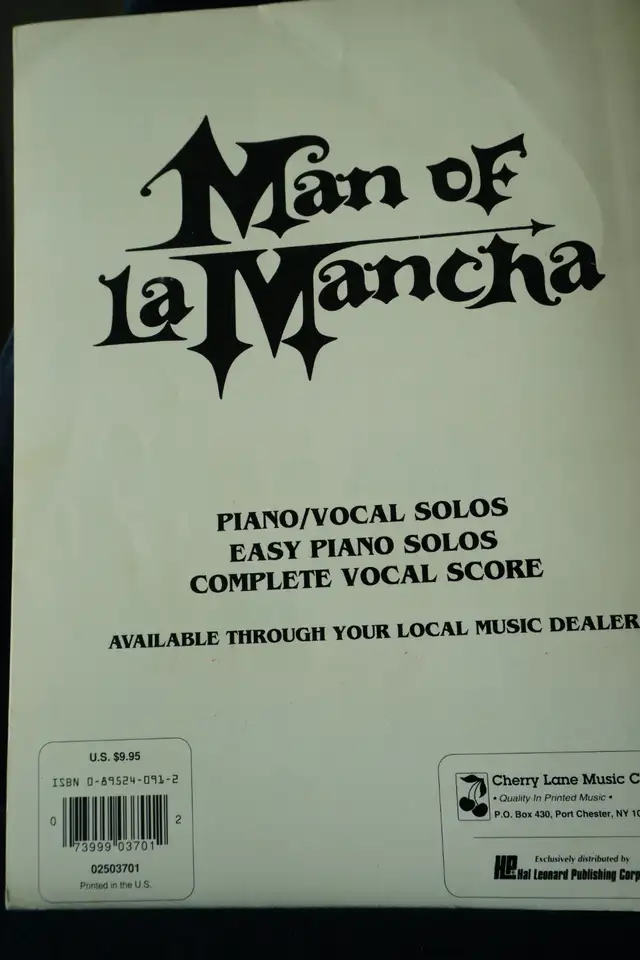 Man of
La Mancha
PIANO/VOCAL SOLOS
EASY PIANO SOLOS
COMPLETE VOCAL SCORE
AVAILABLE THROUGH YOUR LOCAL MUSIC DEALER
U.S. $9.95
ISBN 0-89524-091-2
0 73999 03701 2
02503701
Printed in the U.S.
Cherry Lane Music C
• Quality In Printed Music •
P.O. Box 430, Port Chester, NY 10
Exclusively distributed by
HL Hal Leonard Publishing Corp